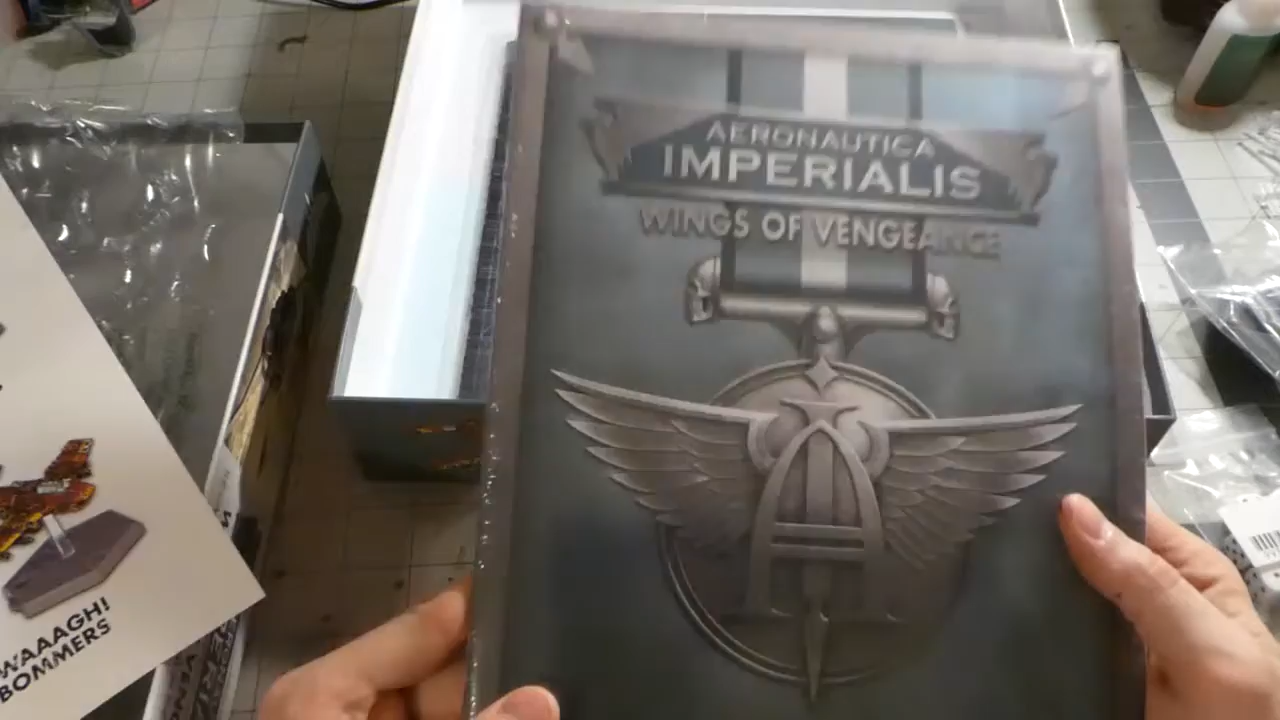 AERONAUTICA
IMPERIALIS
WINGS OF VENGEANCE
WAAAGH!
BOMMERS